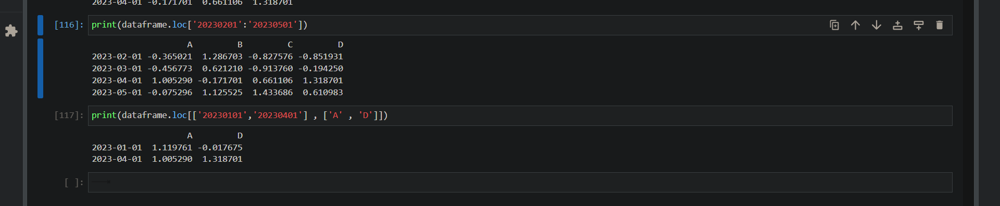 2023-04-01 -0.171701 0.661106 1.318701
[116]: print(dataframe.loc['20230201':'20230501'])
A B C D
2023-02-01 -0.365021 1.286703 -0.827576 -0.851931
2023-03-01 -0.456773 0.621210 -0.913760 -0.194250
2023-04-01 1.005290 -0.171701 0.661106 1.318701
2023-05-01 -0.075296 1.125525 1.433686 0.610983
[117]: print(dataframe.loc[['20230101','20230401'] , ['A' , 'D']])
A D
2023-01-01 1.119761 -0.017675
2023-04-01 1.005290 1.318701
[ ]: